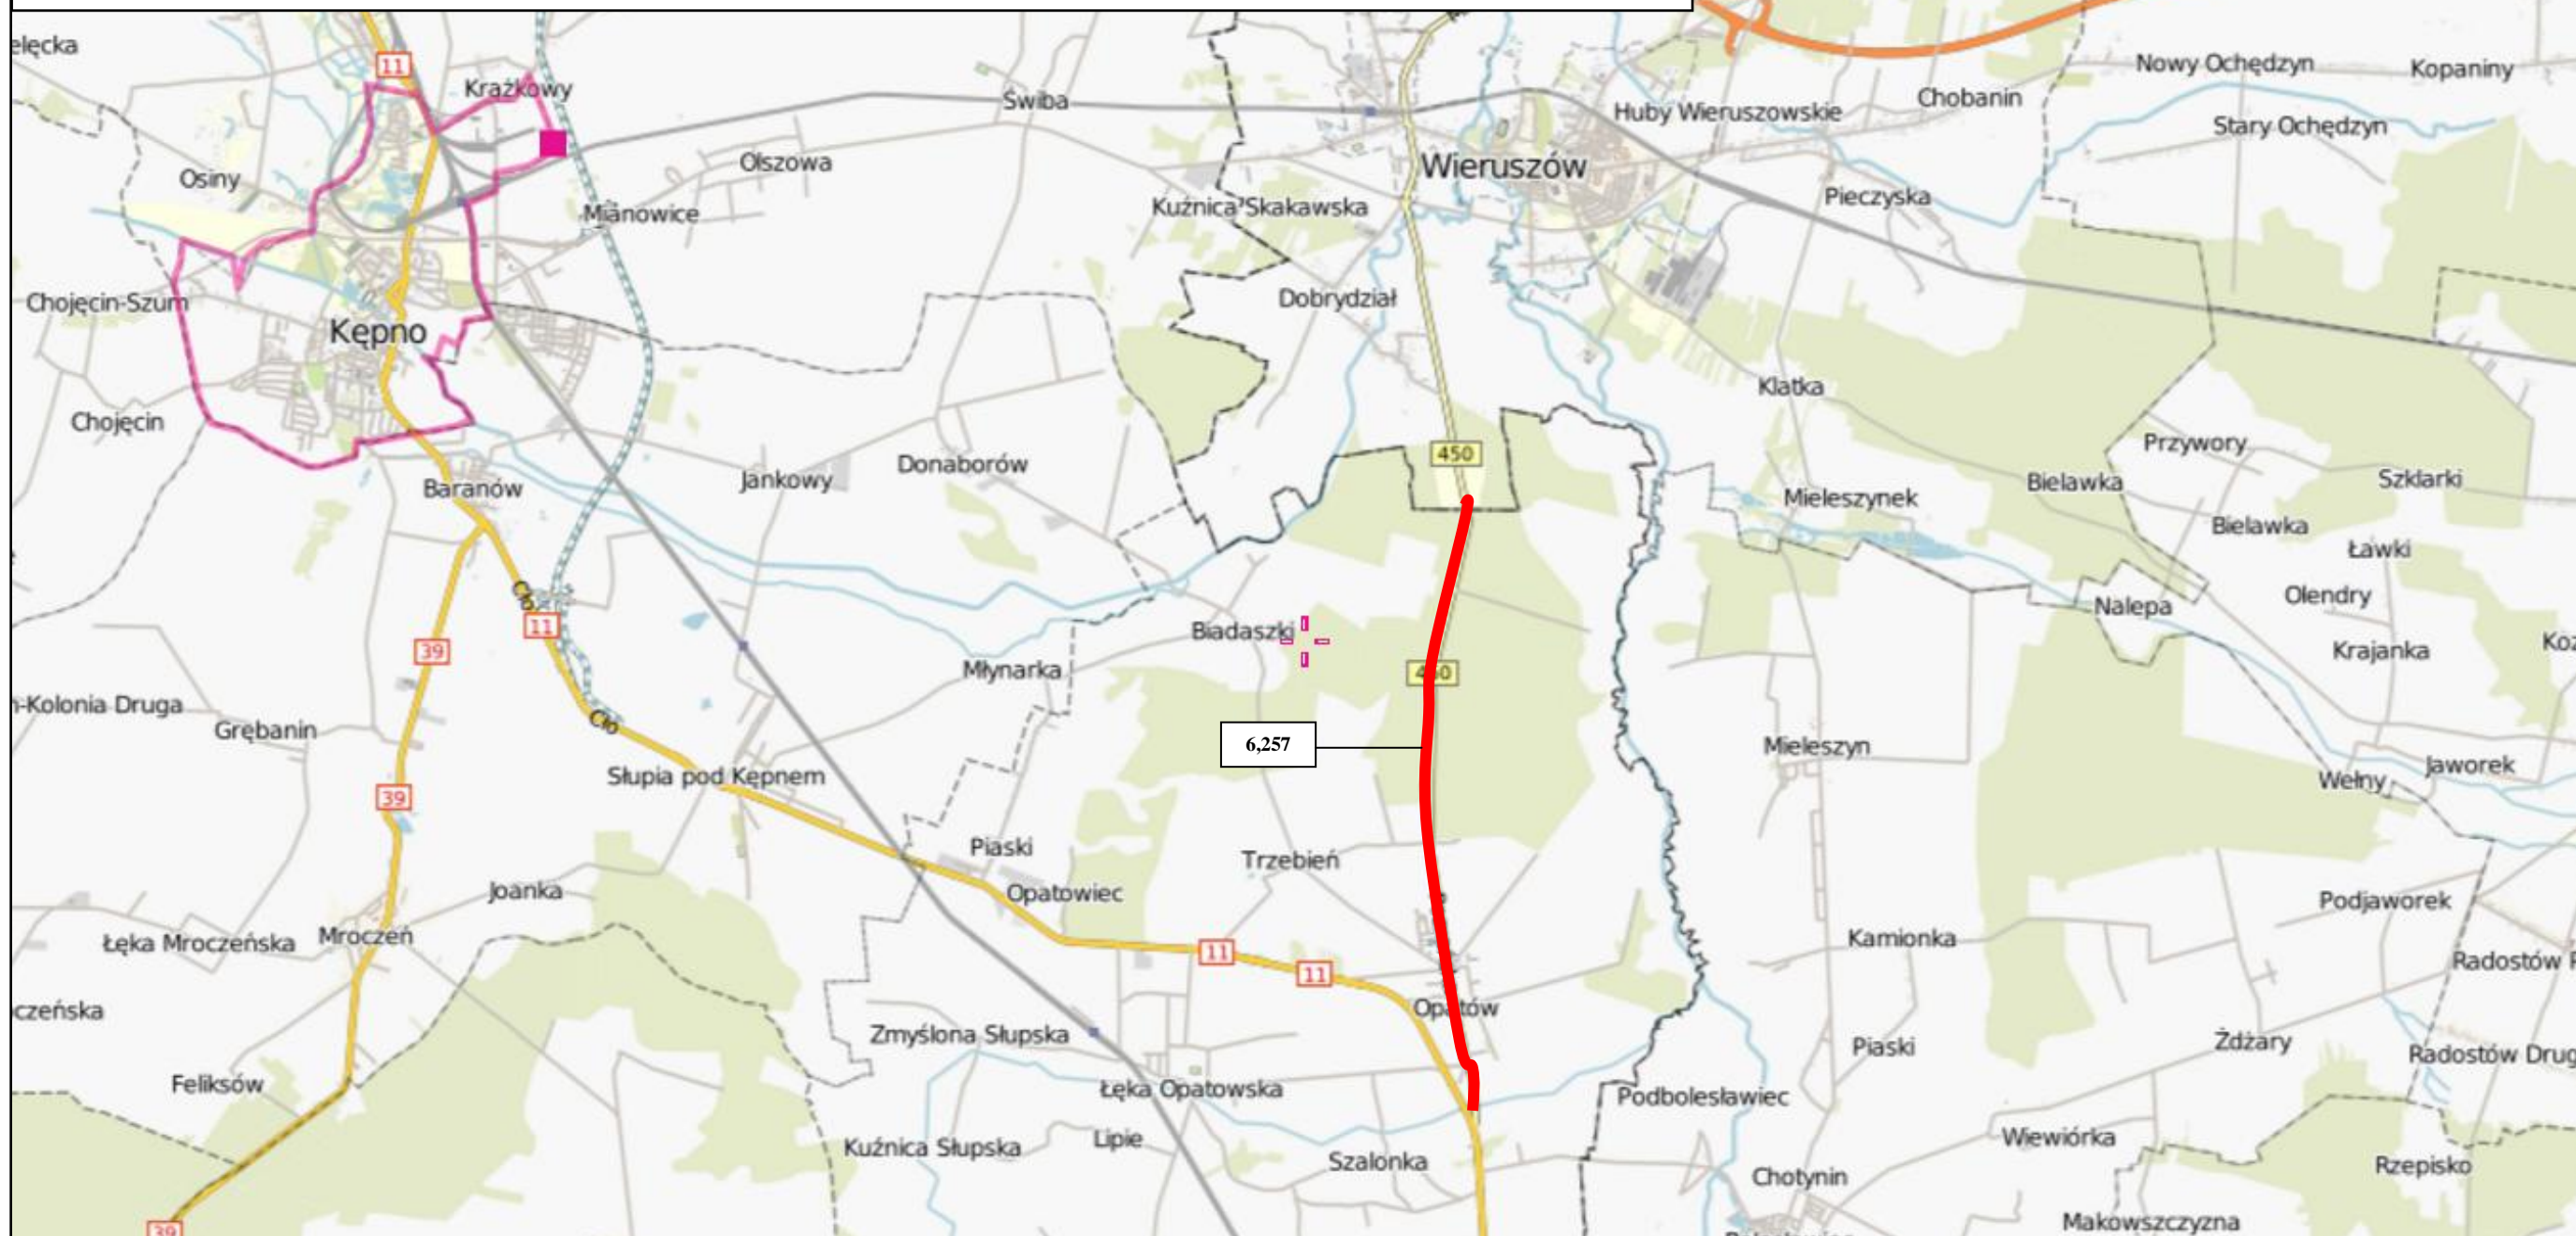 11
Krążkowy
Nowy Ochędzyn
Kopaniny
Świba
Huby Wieruszowskie
Chobanin
Stary Ochędzyn
Olszowa
Wieruszów
Osiny
Mianowice
Kuźnica Skakawska
Pieczyska
Chojęcin-Szum
Dobrydział
Kępno
Klatka
Chojęcin
Przywory
450
Donaborów
Jankowy
Baranów
Bielawka
Szklarki
Mieleszynek
Bielawka
Ławki
Olendry
Nalepa
11
39
Biadaszki
Krajanka
Młynarka
450
-Kolonia Druga
Grębanin
6,257
Mieleszyn
Jaworek
Słupia pod Kępnem
Wełny
39
Piaski
Trzebień
Joanka
Opatowiec
Podjaworek
Łęka Mroczeńska
Mroczeń
Kamionka
11
11
Radostów
czeńska
Opatów
Zmyślona Słupska
Piaski
Żdżary
Radostów Drug
Feliksów
Łęka Opatowska
Podbolesławiec
Kuźnica Słupska
Lipie
Wiewiórka
Szalonka
Rzepisko
Chotynin
Makowszczyzna
39